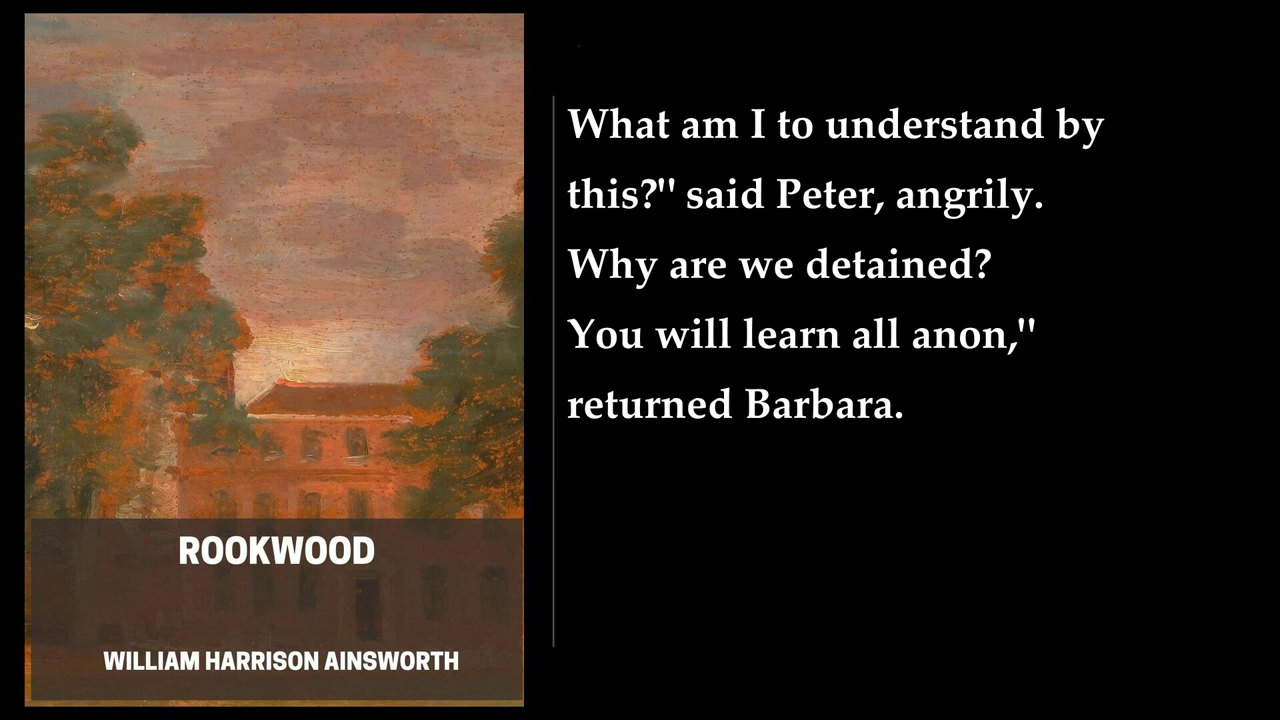 ROOKWOOD
WILLIAM HARRISON AINSWORTH
What am I to understand by
this?" said Peter, angrily.
Why are we detained?
You will learn all anon,"
returned Barbara.